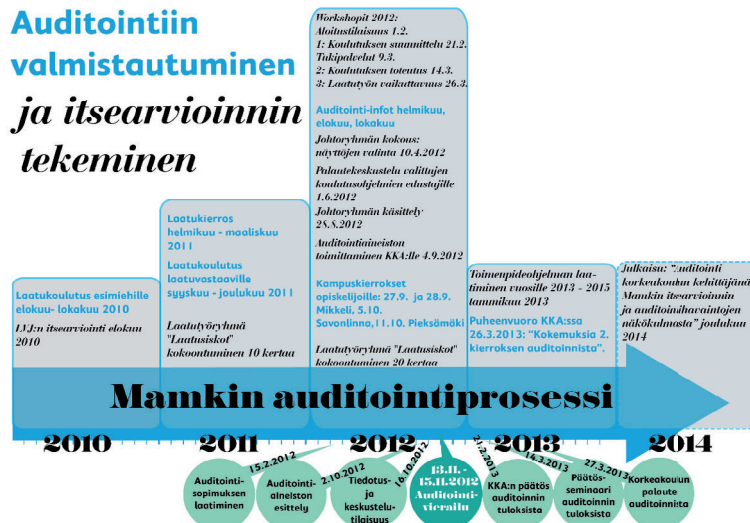 Auditointiin
valmistautuminen
ja itsearvioinnin
tekeminen
Laatukoulutus esimiehille
elokuu- lokakuu 2010
LVJ:n itsearviointi elokuu
2010
Laatukierros
helmikuu - maaliskuu
2011
Laatukoulutus
laatuvastaaville
syyskuu - joulukuu 2011
Laatutyöryhmä
"Laatusiskot"
kokoontuminen 10 kertaa
Workshopit 2012:
Aloitustilaisuus 1.2.
1: Koulutuksen suunnittelu 21.2.
Tukipalvelut 9.3.
2: Koulutuksen toteutus 14.3.
3: Laatutyön vaikuttavuus 26.3.
Auditointi-infot helmikuu,
elokuu, lokakuu
Johtoryhmän kokous:
näyttöjen valinta 10.4.2012
Palautekeskustelu valittujen
koulutusohjelmien edustajille
1.6.2012
Johtoryhmän käsittely
28.8.2012
Auditointiaineiston
toimittaminen KKA:lle 4.9.2012
Kampuskierrokset
opiskelijoille: 27.9. ja 28.9.
Mikkeli, 5.10.
Savonlinna,11.10. Pieksämäki
Laatutyöryhmä "Laatusiskot"
kokoontuminen 20 kertaa
Toimenpideohjelman laa-
timinen vuosille 2013 - 2015
tammikuu 2013
Puheenvuoro KKA:ssa
26.3.2013: "Kokemuksia 2.
kierroksen auditoinnista".
Julkaisu: "Auditointi
korkeakoulun kehittäjänä
Mamkin itsearvioinnin
ja auditoinihavaintojen
näkökulmasta" joulukuu
2014
Mamkin auditointiprosessi
2010
2011
2012
2013
2014
15.2.2012
Auditointi-
sopimuksen
laatiminen
Auditointi-
aineiston
esittely
2.10.2012
Tiedotus-
ja
keskustelu-
tilaisuus
16.10.2012
13.11. -
15.11.2012
Auditointi-
vierailu
21.2.2013
KKA:n päätös
auditoinnin
tuloksista
14.3.2013
Päätös-
seminaari
auditoinnin
tuloksista
27.3.2013
Korkeakoulun
palaute
auditoinnista